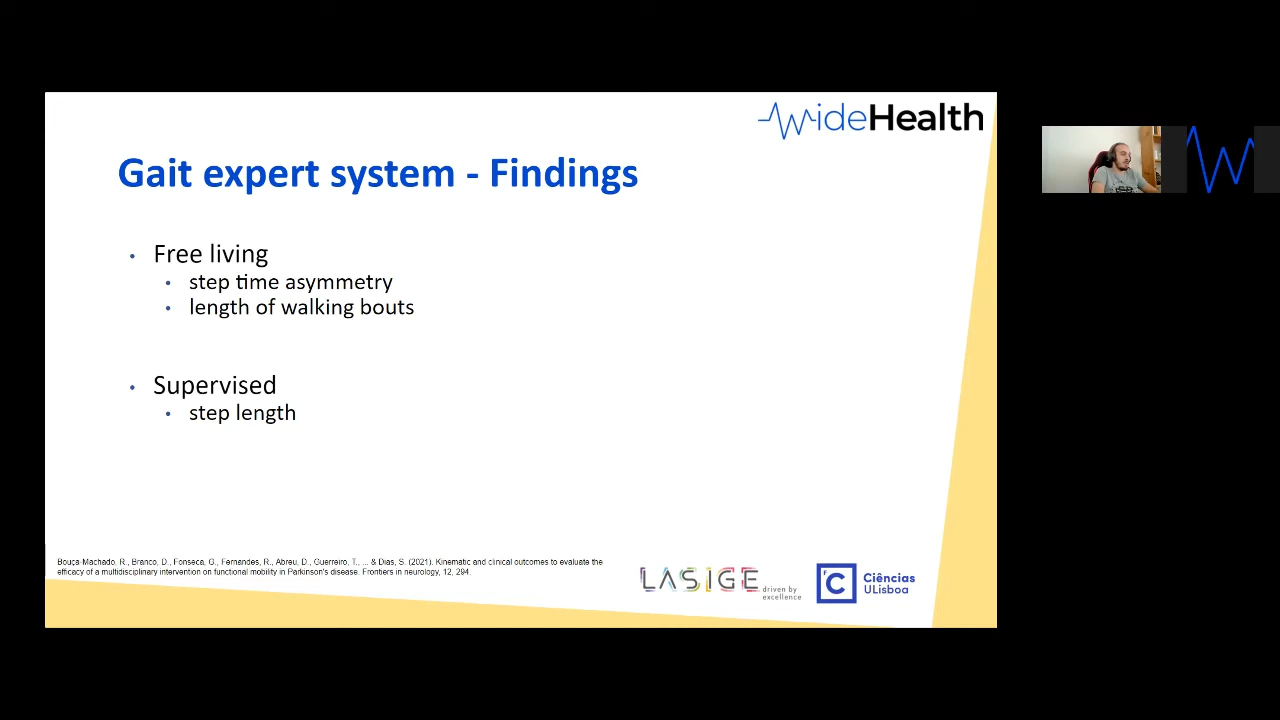 WideHealth
Gait expert system - Findings
• Free living
• step time asymmetry
• length of walking bouts
• Supervised
• step length
Bouça-Machado, R., Branco, D., Fonseca, G., Fernandes, R., Abreu, D., Guerreiro, T., ... & Dias, S. (2021). Kinematic and clinical outcomes to evaluate the
efficacy of a multidisciplinary intervention on functional mobility in Parkinson's disease. Frontiers in neurology, 12, 294.
LASIGE
driven by
excellence
C
Ciências
ULisboa